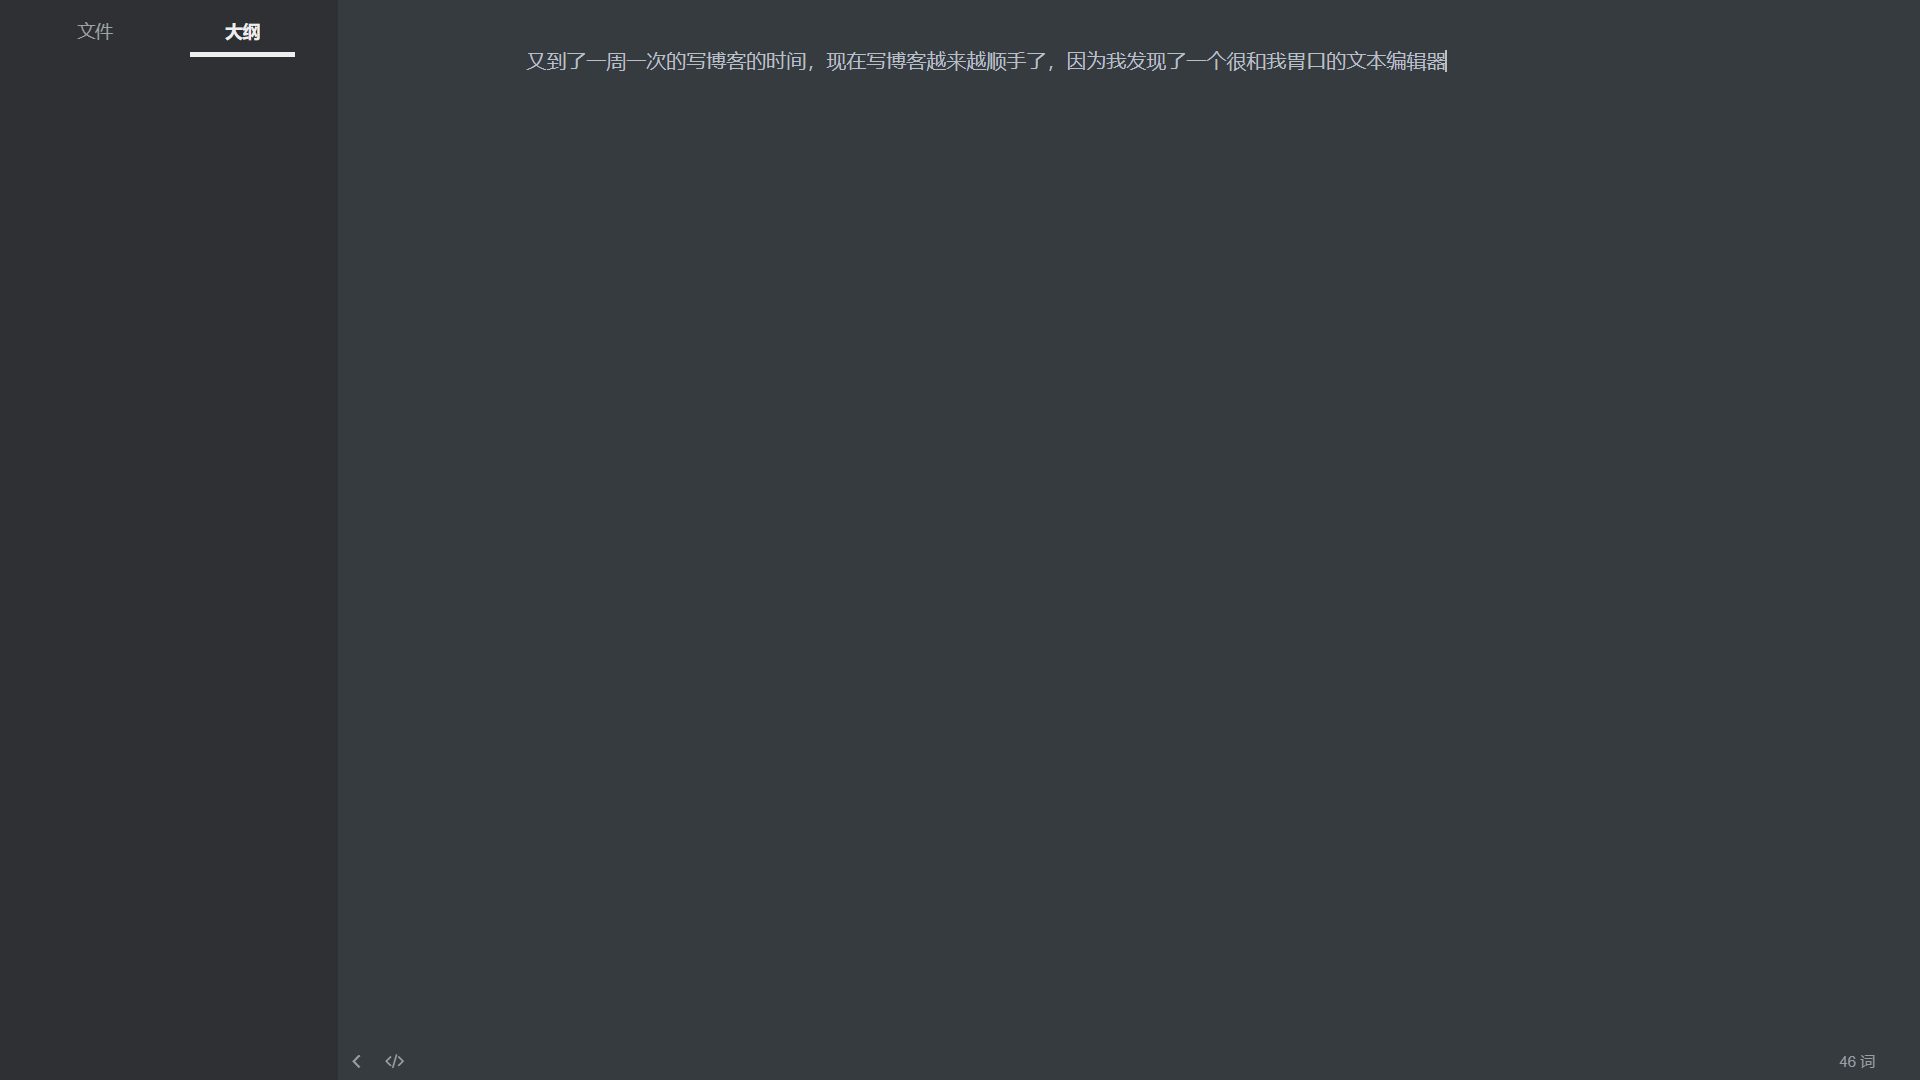 文件 大纲
又到了一周一次的写博客的时间，现在写博客越来越顺手了，因为我发现了一个很和我胃口的文本编辑器
46 词